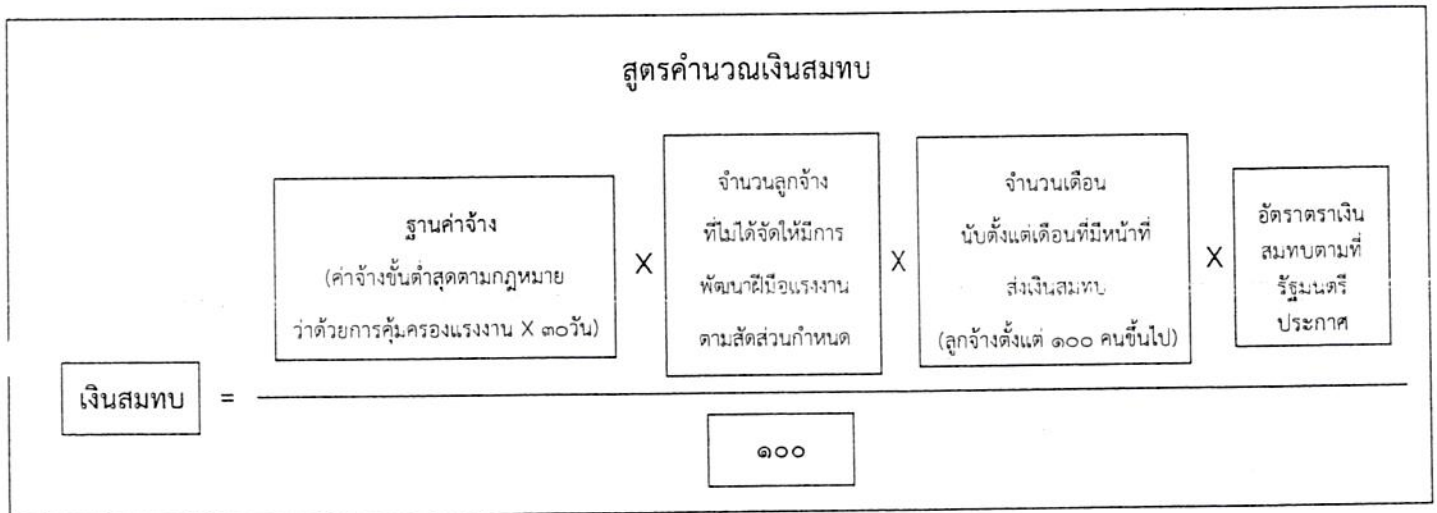 สูตรคำนวณเงินสมทบ
ฐานค่าจ้าง
(ค่าจ้างขั้นต่ำสุดตามกฎหมาย
ว่าด้วยการคุ้มครองแรงงาน X ๓๐วัน)
X
จำนวนลูกจ้าง
ที่ไม่ได้จัดให้มีการ
พัฒนาฝีมือแรงงาน
ตามสัดส่วนกำหนด
X
จำนวนเดือน
นับตั้งแต่เดือนที่มีหน้าที่
ส่งเงินสมทบ
(ลูกจ้างตั้งแต่ ๑๐๐ คนขึ้นไป)
X
อัตราตราเงิน
สมทบตามที่
รัฐมนตรี
ประกาศ
เงินสมทบ =
๑๐๐